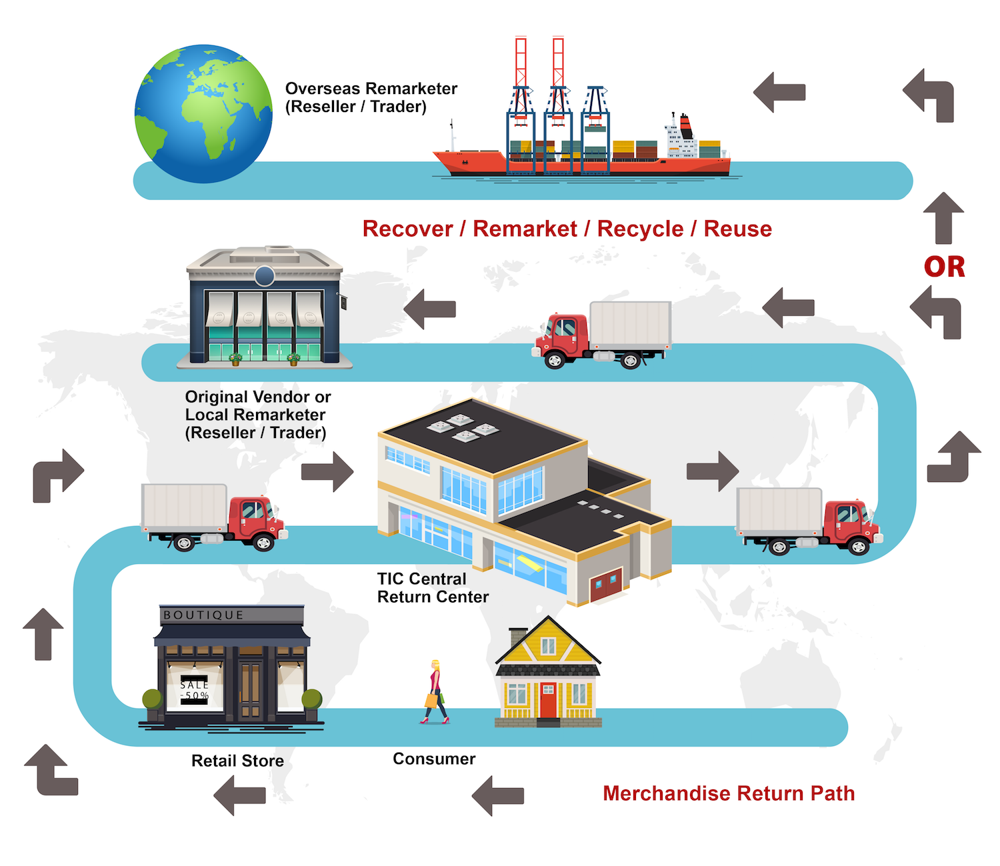 Overseas Remarketer
(Reseller / Trader)
Recover / Remarket / Recycle / Reuse
OR
Original Vendor or
Local Remarketer
(Reseller / Trader)
TIC Central
Return Center
BOUTIQUE
SALE
-50%
Retail Store
Consumer
Merchandise Return Path